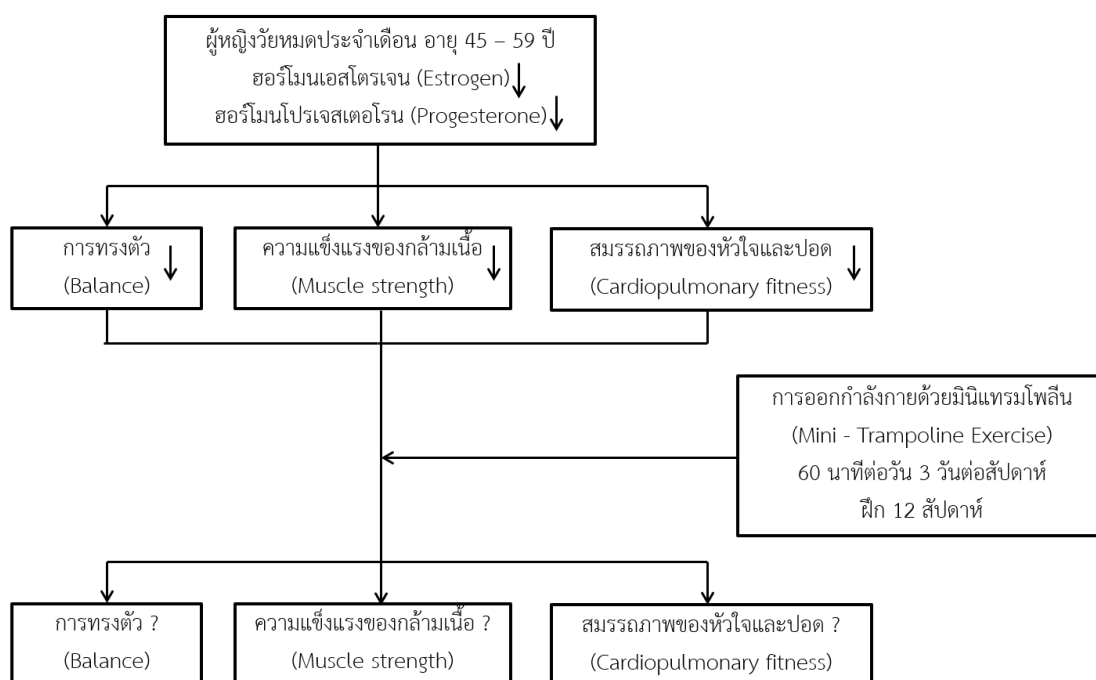 ผู้หญิงวัยหมดประจำเดือน อายุ 45 – 59 ปี
ฮอร์โมนเอสโตรเจน (Estrogen)
ฮอร์โมนโปรเจสเตอโรน (Progesterone)
การทรงตัว
(Balance)
ความแข็งแรงของกล้ามเนื้อ
(Muscle strength)
สมรรถภาพของหัวใจและปอด
(Cardiopulmonary fitness)
การออกกำลังกายด้วยมินิแทรมโพลีน
(Mini - Trampoline Exercise)
60 นาทีต่อวัน 3 วันต่อสัปดาห์
ฝึก 12 สัปดาห์
การทรงตัว ?
(Balance)
ความแข็งแรงของกล้ามเนื้อ ?
(Muscle strength)
สมรรถภาพของหัวใจและปอด ?
(Cardiopulmonary fitness)